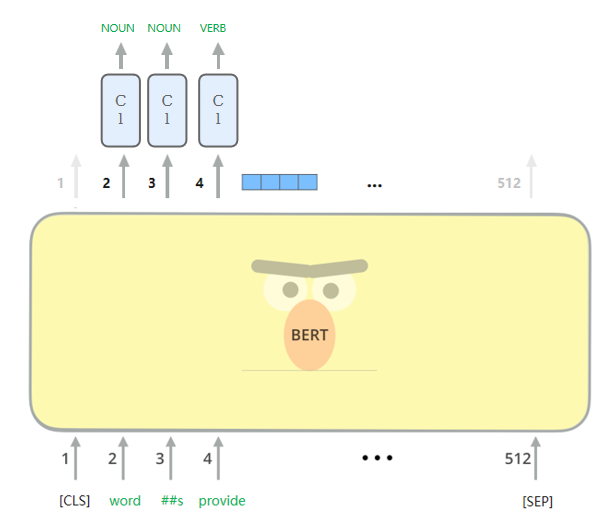 NOUN NOUN VERB
C C C
l l l
1 2 3 4 ... 512
BERT
1 2 3 4 ... 512
[CLS] word ##s provide [SEP]